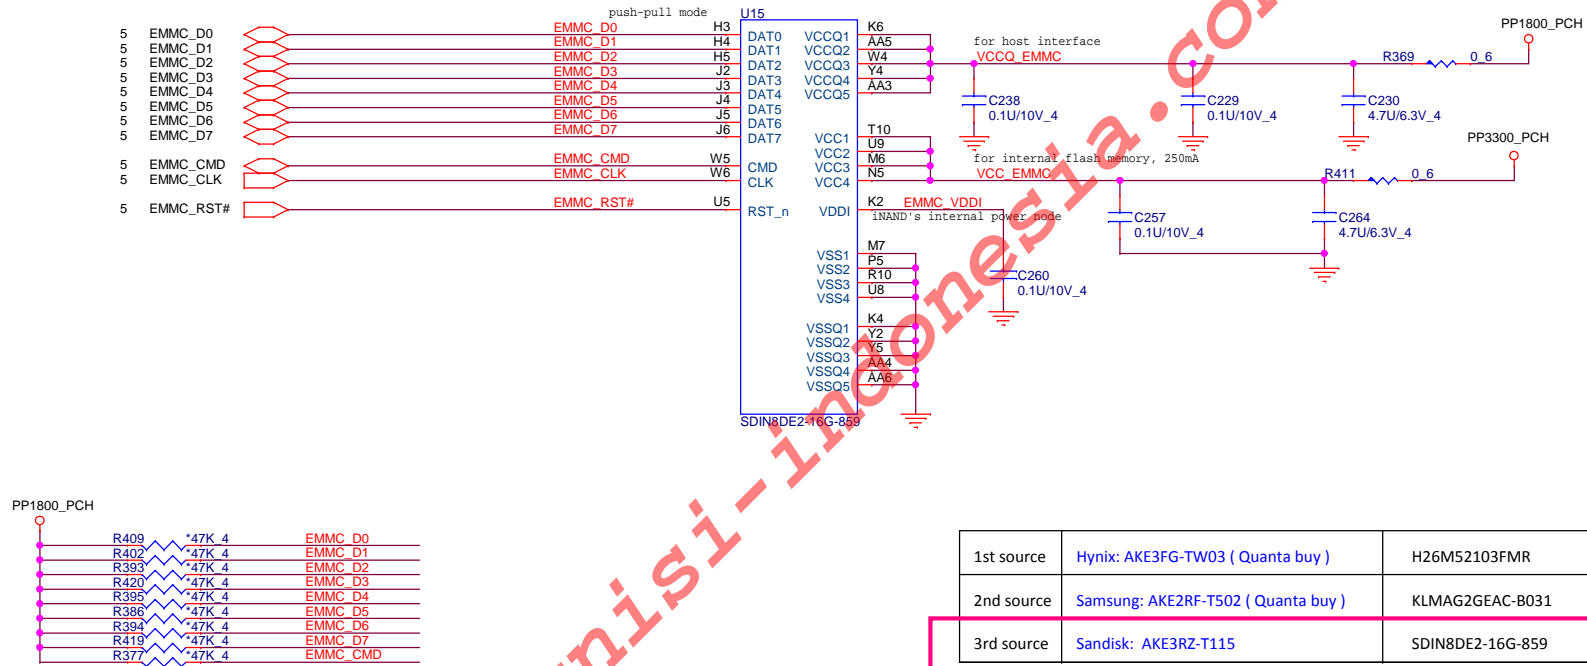 push-pull mode
U15
5 EMMC_D0 EMMC_D0 H3 DAT0 VCCQ1 K6
5 EMMC_D1 EMMC_D1 H4 DAT1 VCCQ2 AA5
5 EMMC_D2 EMMC_D2 H5 DAT2 VCCQ3 W4
5 EMMC_D3 EMMC_D3 J2 DAT3 VCCQ4 Y4
5 EMMC_D4 EMMC_D4 J3 DAT4 VCCQ5 AA3
5 EMMC_D5 EMMC_D5 J4 DAT5
5 EMMC_D6 EMMC_D6 J5 DAT6
5 EMMC_D7 EMMC_D7 J6 DAT7 VCC1 T10
VCC2 U9
5 EMMC_CMD EMMC_CMD W5 CMD VCC3 M6
5 EMMC_CLK EMMC_CLK W6 CLK VCC4 N5
5 EMMC_RST# EMMC_RST# U5 RST_n VDDI K2 EMMC_VDDI
iNAND's internal power node
VSS1 M7
VSS2 P5
VSS3 R10
VSS4 U8
VSSQ1 K4
VSSQ2 Y2
VSSQ3 Y5
VSSQ4 AA4
VSSQ5 AA6
SDIN8DE2-16G-859
for host interface
VCCQ_EMMC
R369 0_6
PP1800_PCH
C238
0.1U/10V_4
C229
0.1U/10V_4
C230
4.7U/6.3V_4
for internal flash memory, 250mA
VCC_EMMC
R411 0_6
PP3300_PCH
C257
0.1U/10V_4
C264
4.7U/6.3V_4
C260
0.1U/10V_4
PP1800_PCH
R409 *47K_4 EMMC_D0
R402 *47K_4 EMMC_D1
R393 *47K_4 EMMC_D2
R420 *47K_4 EMMC_D3
R395 *47K_4 EMMC_D4
R386 *47K_4 EMMC_D5
R394 *47K_4 EMMC_D6
R419 *47K_4 EMMC_D7
R377 *47K_4 EMMC_CMD
1st source Hynix: AKE3FG-TW03 ( Quanta buy ) H26M52103FMR
2nd source Samsung: AKE2RF-T502 ( Quanta buy ) KLMAG2GEAC-B031
3rd source Sandisk: AKE3RZ-T115 SDIN8DE2-16G-859
nisi-indonesia.co